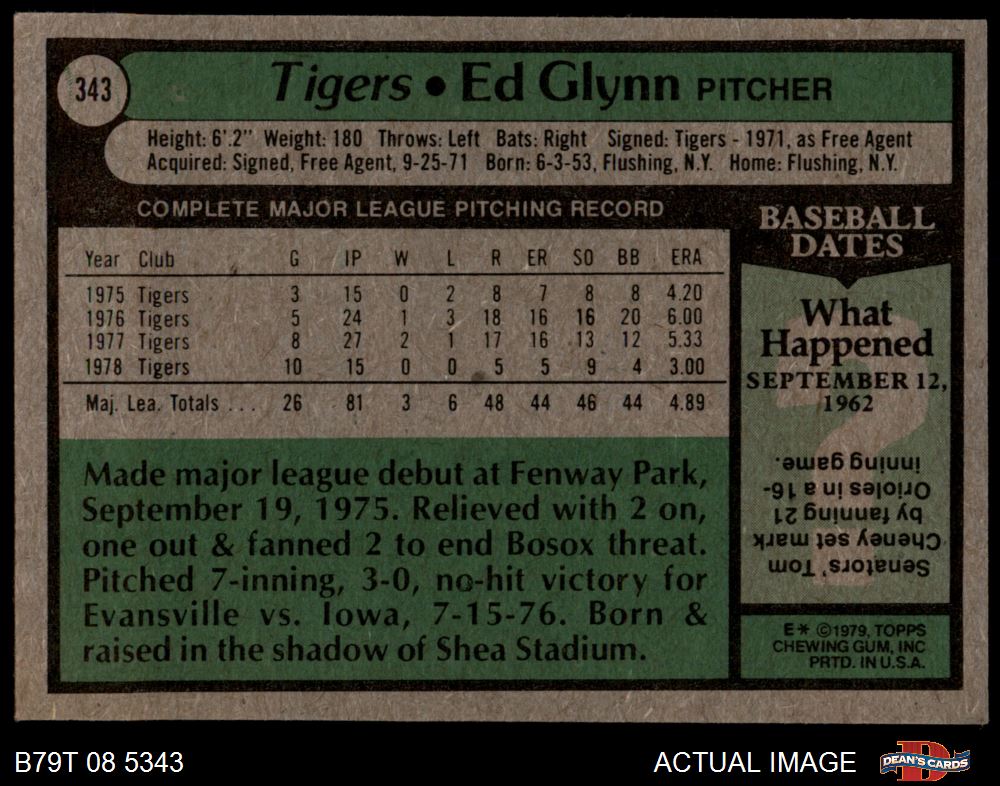 343
Tigers • Ed Glynn PITCHER
Height: 6'.2" Weight: 180 Throws: Left Bats: Right Signed: Tigers - 1971, as Free Agent
Acquired: Signed, Free Agent, 9-25-71 Born: 6-3-53, Flushing, N.Y. Home: Flushing, N.Y.
COMPLETE MAJOR LEAGUE PITCHING RECORD
Year Club G IP W L R ER SO BB ERA
1975 Tigers 3 15 0 2 8 7 8 8 4.20
1976 Tigers 5 24 1 3 18 16 16 20 6.00
1977 Tigers 8 27 2 1 17 16 13 12 5.33
1978 Tigers 10 15 0 0 5 5 9 4 3.00
Maj. Lea. Totals ... 26 81 3 6 48 44 46 44 4.89
Made major league debut at Fenway Park,
September 19, 1975. Relieved with 2 on,
one out & fanned 2 to end Bosox threat.
Pitched 7-inning, 3-0, no-hit victory for
Evansville vs. Iowa, 7-15-76. Born &
raised in the shadow of Shea Stadium.
BASEBALL
DATES
What
Happened
SEPTEMBER 12,
1962
Senators' Tom
Cheney set mark
by fanning 21
Orioles in a 16-
inning game.
E* ©1979, TOPPS
CHEWING GUM, INC
PRTD. IN U.S.A.
B79T 08 5343
ACTUAL IMAGE
DEAN'S CARDS